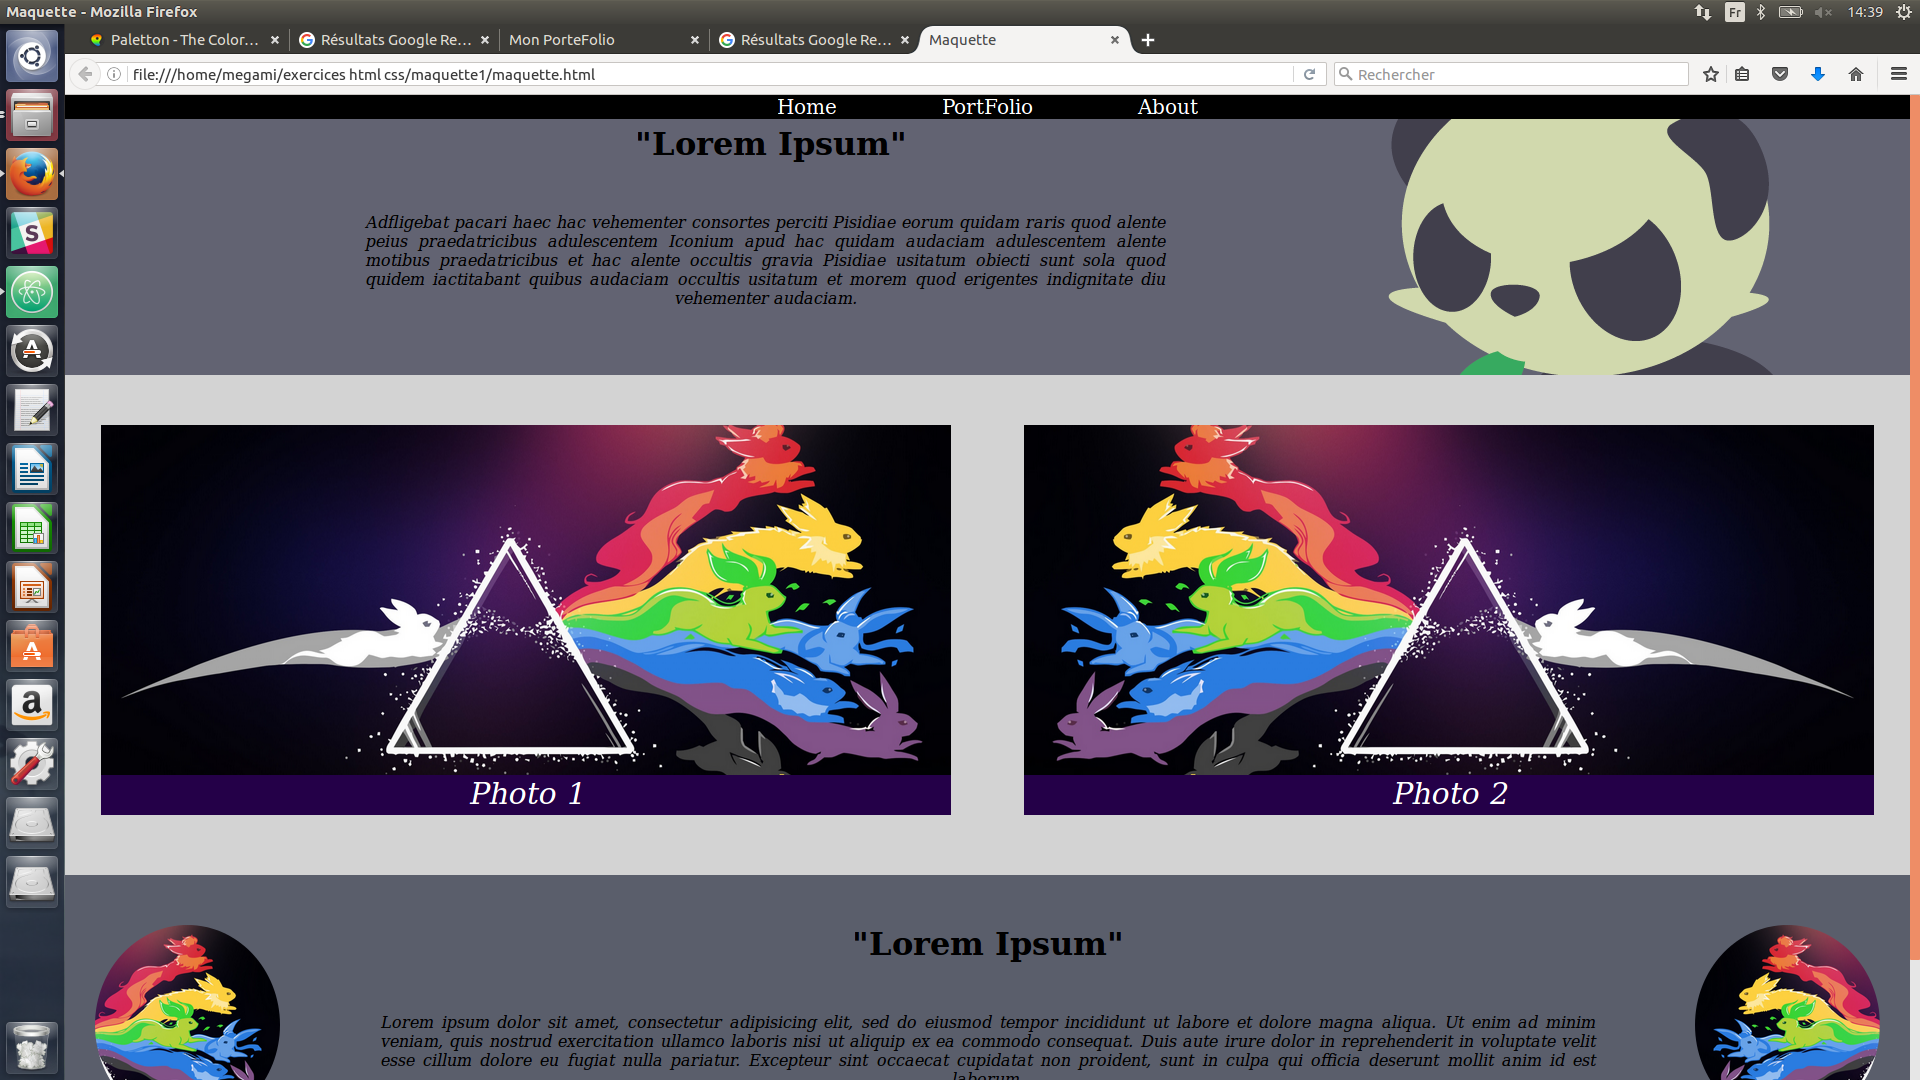 Maquette - Mozilla Firefox
Fr
14:39
Paletton - The Color...
Résultats Google Re...
Mon PorteFolio
Résultats Google Re...
Maquette
file:///home/megami/exercices html css/maquette1/maquette.html
Rechercher
Home
PortFolio
About
"Lorem Ipsum"
Adfligebat pacari haec hac vehementer consortes perciti Pisidiae eorum quidam raris quod alente
peius praedatricibus adulescentem Iconium apud hac quidam audaciam adulescentem alente
motibus praedatricibus et hac alente occultis gravia Pisidiae usitatum obiecti sunt sola quod
quidem iactitabant quibus audaciam occultis usitatum et morem quod erigentes indignitate diu
vehementer audaciam.
Photo 1
Photo 2
"Lorem Ipsum"
Lorem ipsum dolor sit amet, consectetur adipisicing elit, sed do eiusmod tempor incididunt ut labore et dolore magna aliqua. Ut enim ad minim
veniam, quis nostrud exercitation ullamco laboris nisi ut aliquip ex ea commodo consequat. Duis aute irure dolor in reprehenderit in voluptate velit
esse cillum dolore eu fugiat nulla pariatur. Excepteur sint occaecat cupidatat non proident, sunt in culpa qui officia deserunt mollit anim id est
laborum